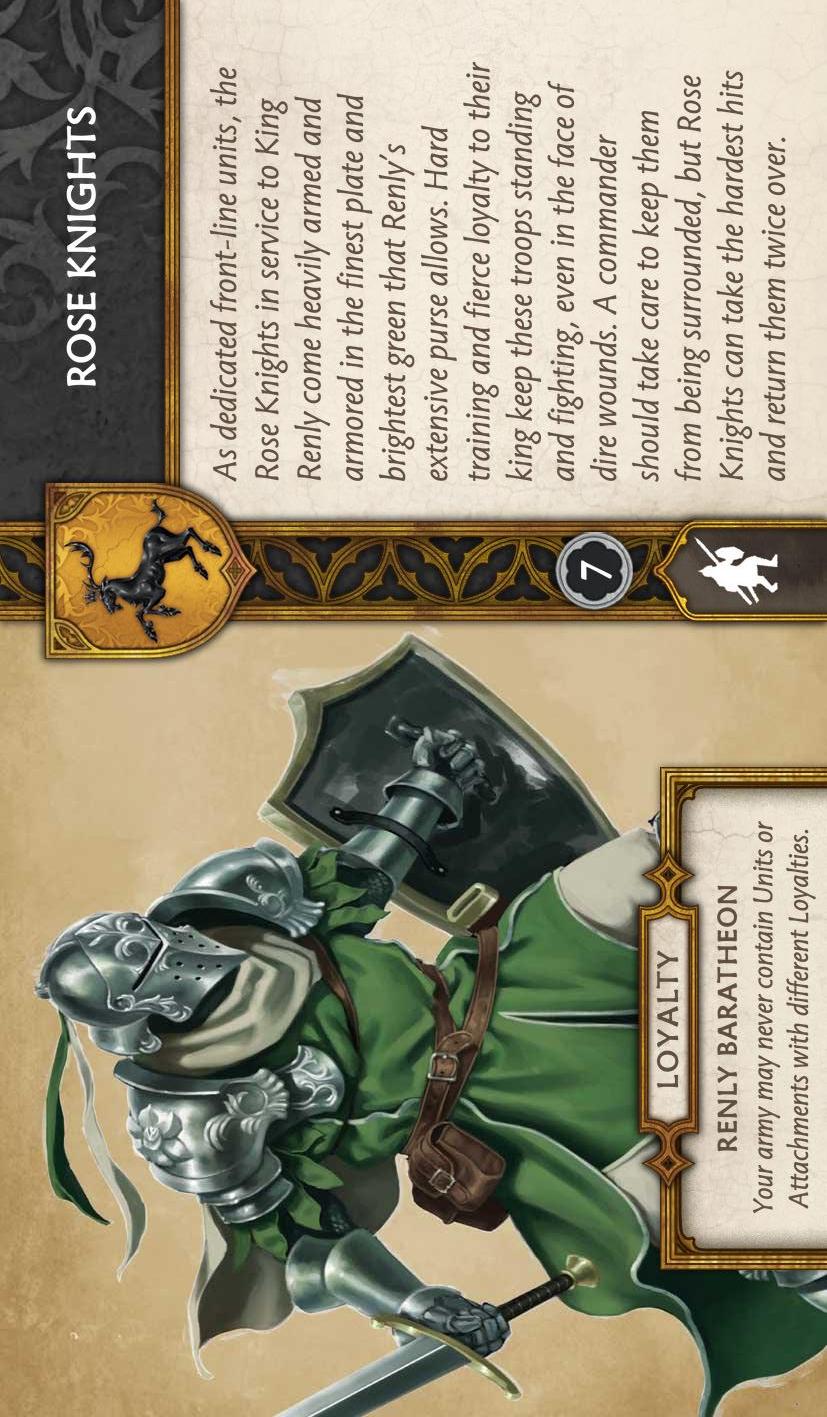 ROSE KNIGHTS
As dedicated front-line units, the
Rose Knights in service to King
Renly come heavily armed and
armored in the finest plate and
brightest green that Renly's
extensive purse allows. Hard
training and fierce loyalty to their
king keep these troops standing
and fighting, even in the face of
dire wounds. A commander
should take care to keep them
from being surrounded, but Rose
Knights can take the hardest hits
and return them twice over.
7
LOYALTY
RENLY BARATHEON
Your army may never contain Units or
Attachments with different Loyalties.